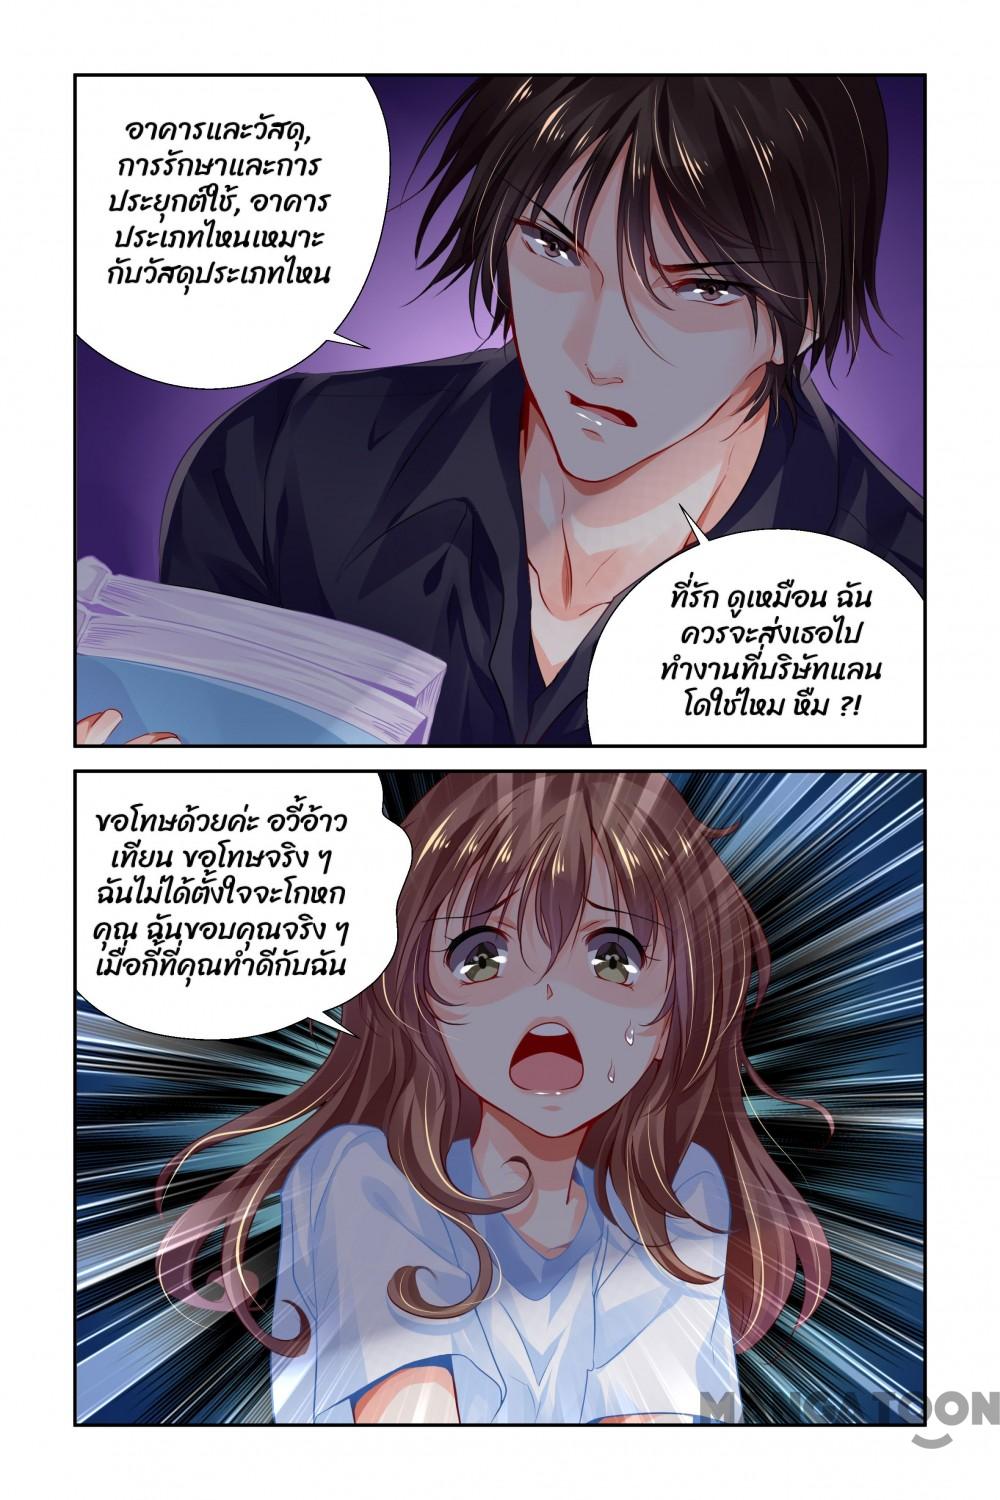 อาคารและวัสดุ,
การรักษาและการ
ประยุกต์ใช้, อาคาร
ประเภทไหนเหมาะ
กับวัสดุประเภทไหน
ที่รัก ดูเหมือน ฉัน
ควรจะส่งเธอไป
ทำงานที่บริษัทแลน
โดใช่ไหม หืม ?!
ขอโทษด้วยค่ะ อวี้อ้าว
เทียน ขอโทษจริง ๆ
ฉันไม่ได้ตั้งใจจะโกหก
คุณ ฉันขอบคุณจริง ๆ
เมื่อกี้ที่คุณทำดีกับฉัน
MANGATOON